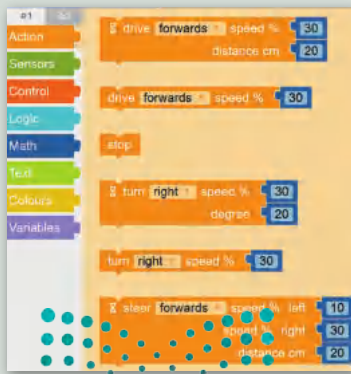 Action
Sensors
Control
Logic
Math
Text
Colours
Variables
drive forwards speed % 30
distance cm 20
drive forwards speed % 30
stop
turn right speed % 30
degree 20
turn right speed % 30
steer forwards speed % left 10
speed % right 30
distance cm 20